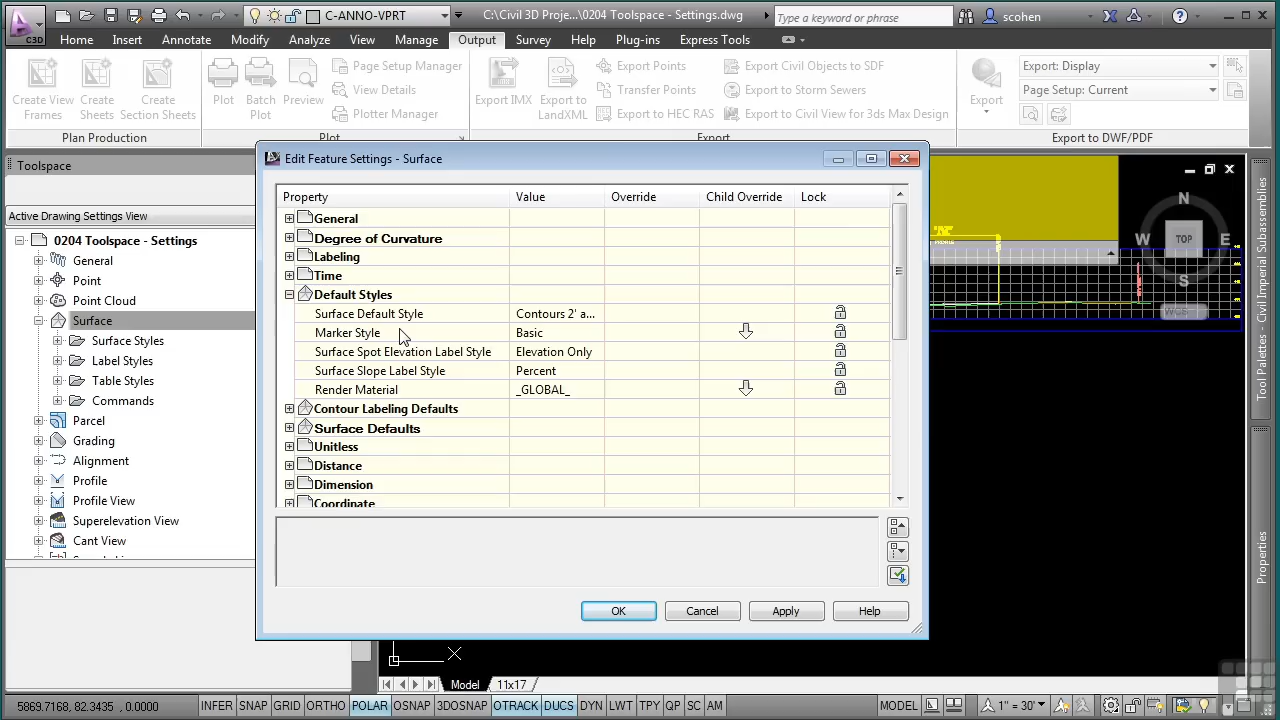 C-ANNO-VPRT
C:\Civil 3D Proje...\0204 Toolspace - Settings.dwg
Type a keyword or phrase
scohen
C3D
Home Insert Annotate Modify Analyze View Manage Output Survey Help Plug-ins Express Tools
Create View Frames
Create Sheets
Create Section Sheets
Plan Production
Plot
Batch Plot
Preview
Page Setup Manager
View Details
Plotter Manager
Plot
Export IMX
Export to LandXML
Export Points
Transfer Points
Export to HEC RAS
Export Civil Objects to SDF
Export to Storm Sewers
Export to Civil View for 3ds Max Design
Export
Export
Export: Display
Page Setup: Current
Export to DWF/PDF
Toolspace
Active Drawing Settings View
0204 Toolspace - Settings
General
Point
Point Cloud
Surface
Surface Styles
Label Styles
Table Styles
Commands
Parcel
Grading
Alignment
Profile
Profile View
Superelevation View
Cant View
Edit Feature Settings - Surface
Property Value Override Child Override Lock
General
Degree of Curvature
Labeling
Time
Default Styles
Surface Default Style Contours 2' a...
Marker Style Basic
Surface Spot Elevation Label Style Elevation Only
Surface Slope Label Style Percent
Render Material _GLOBAL_
Contour Labeling Defaults
Surface Defaults
Unitless
Distance
Dimension
Coordinate
OK Cancel Apply Help
N
W TOP E
S
WCS
Tool Palettes - Civil Imperial Subassemblies
Properties
Model 11x17
5869.7168, 82.3435, 0.0000
INFER SNAP GRID ORTHO POLAR OSNAP 3DOSNAP OTRACK DUCS DYN LWT TPY QP SC AM
MODEL
1" = 30'